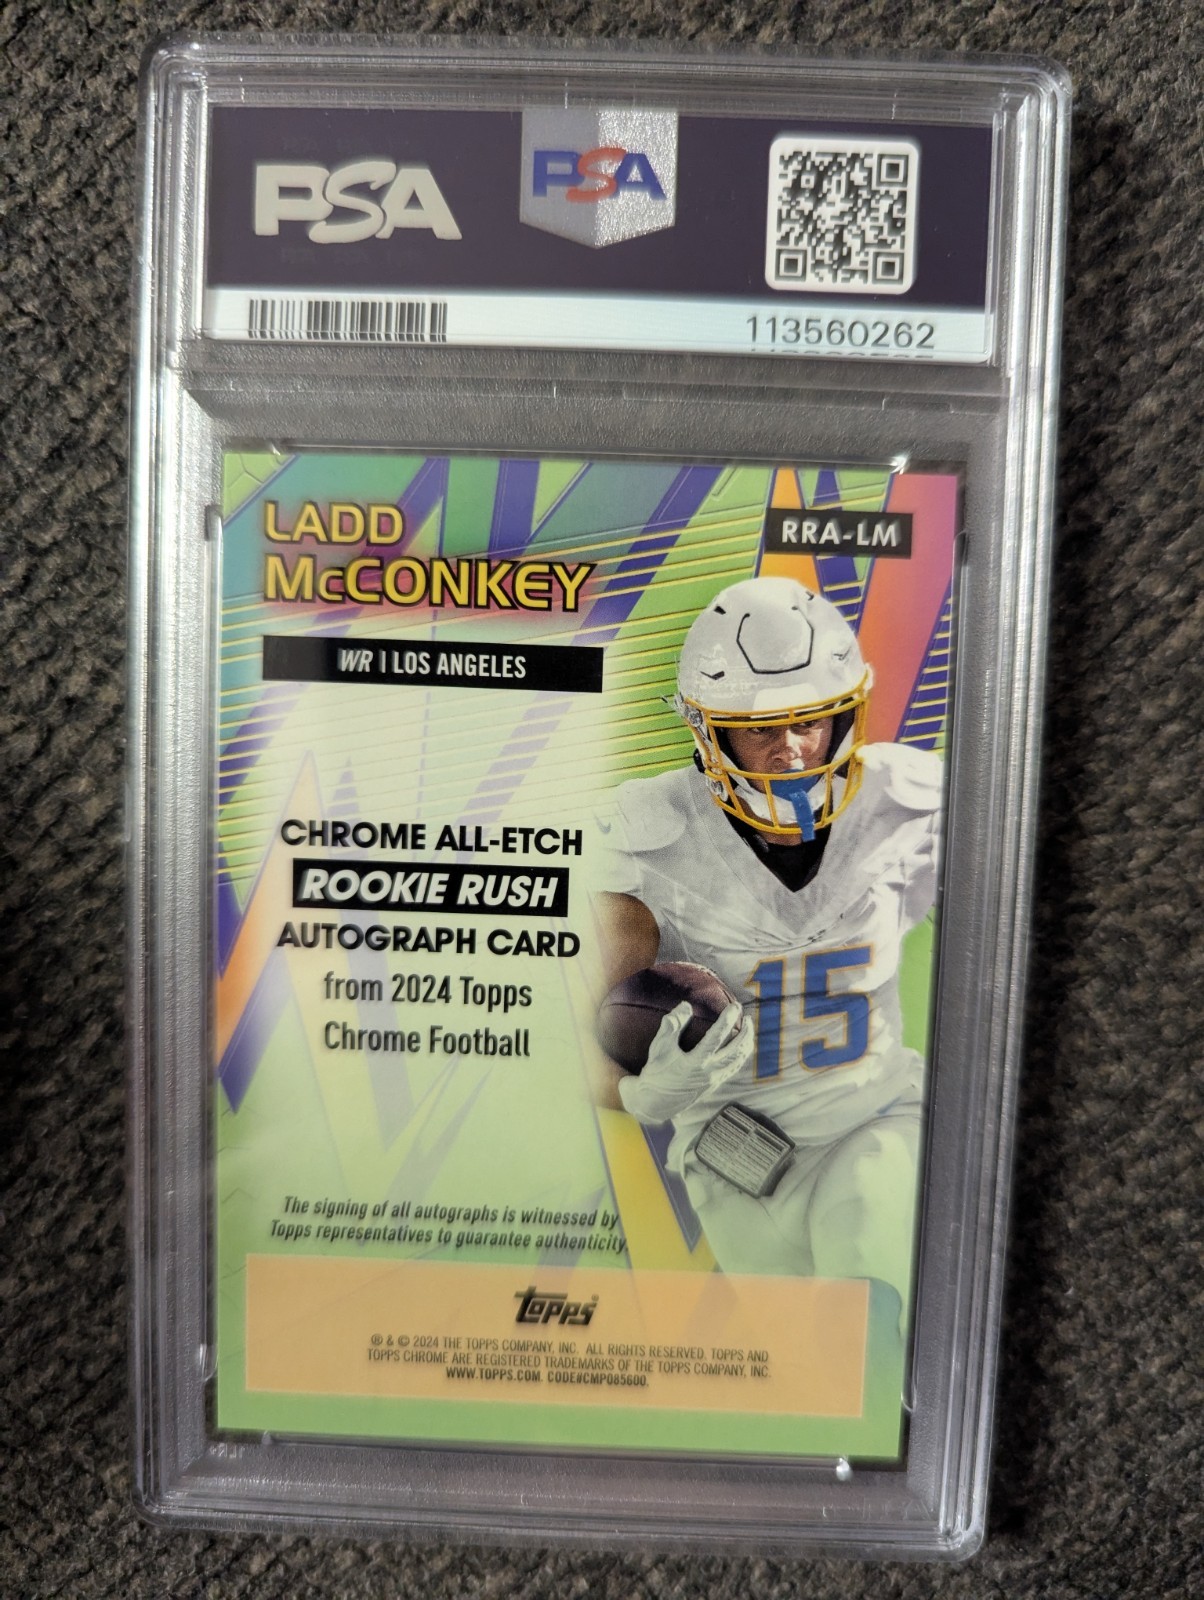 PSA
PSA
113560262
LADD
McCONKEY
RRA-LM
WR | LOS ANGELES
CHROME ALL-ETCH
ROOKIE RUSH
AUTOGRAPH CARD
from 2024 Topps
Chrome Football
15
The signing of all autographs is witnessed by
Topps representatives to guarantee authenticity.
Topps®
® & © 2024 THE TOPPS COMPANY, INC. ALL RIGHTS RESERVED. TOPPS AND
TOPPS CHROME ARE REGISTERED TRADEMARKS OF THE TOPPS COMPANY, INC.
WWW.TOPPS.COM. CODE#CMP085600.